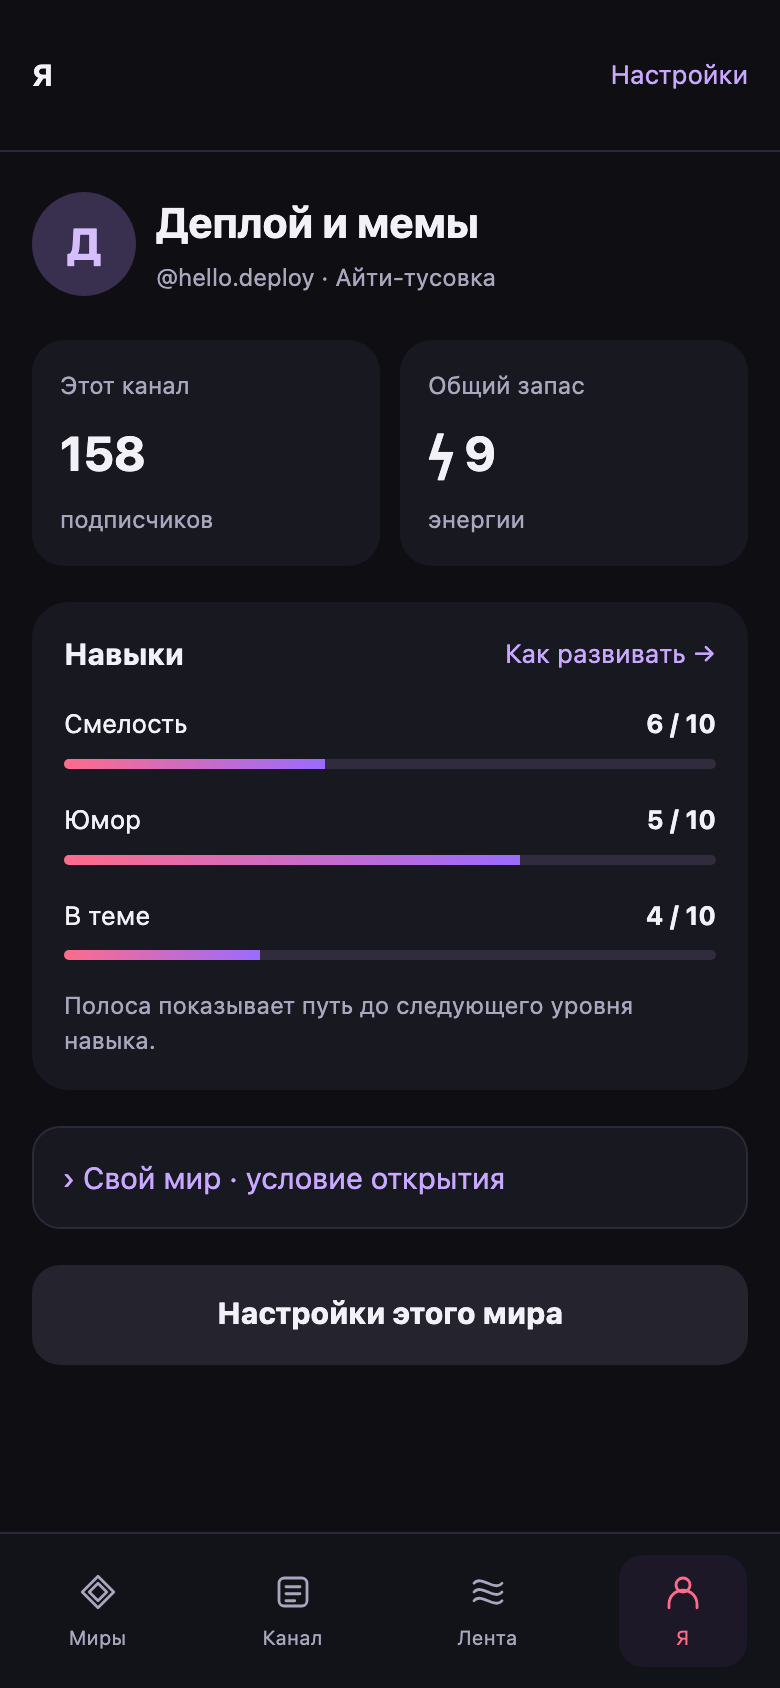 Я
Настройки
Д
Деплой и мемы
@hello.deploy · Айти-тусовка
Этот канал
158
подписчиков
Общий запас
9
энергии
Навыки
Как развивать →
Смелость
6 / 10
Юмор
5 / 10
В теме
4 / 10
Полоса показывает путь до следующего уровня
навыка.
› Свой мир · условие открытия
Настройки этого мира
Миры
Канал
Лента
Я